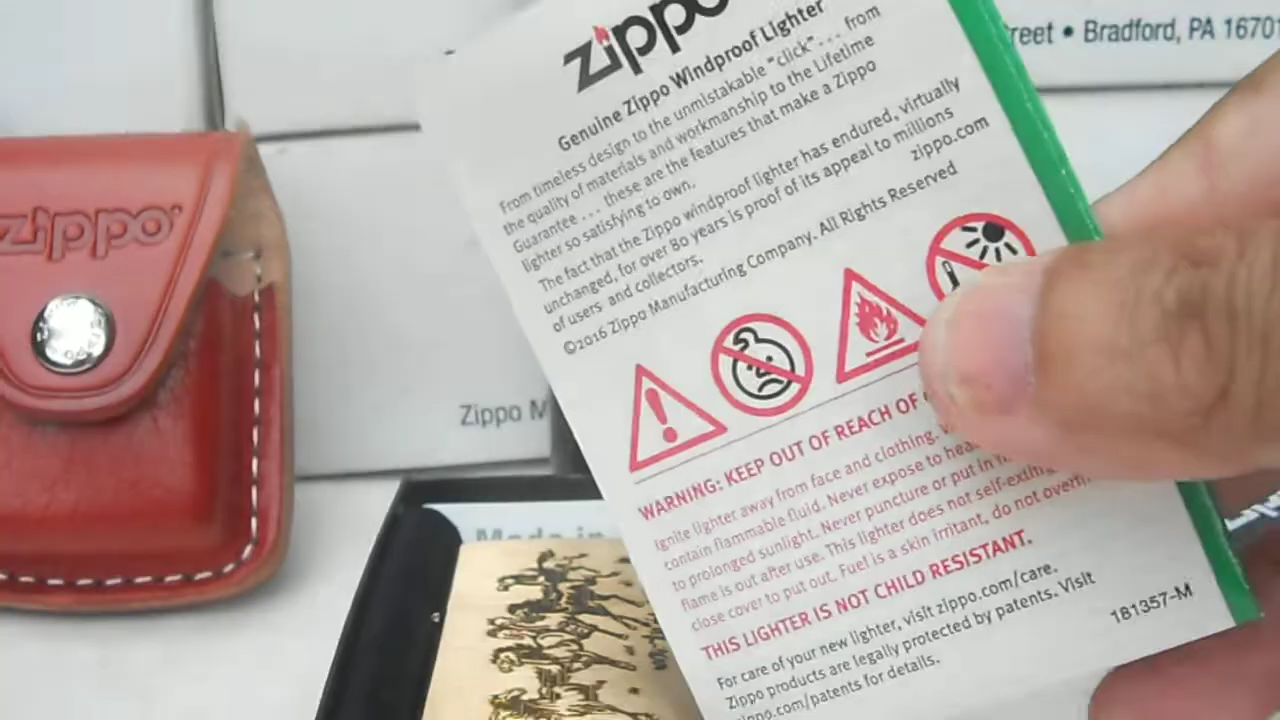 zippo
Genuine Zippo Windproof Lighter
From timeless design to the unmistakable "click" ... from
the quality of materials and workmanship to the Lifetime
Guarantee ... these are the features that make a Zippo
lighter so satisfying to own.
The fact that the Zippo windproof lighter has endured, virtually
unchanged, for over 80 years is proof of its appeal to millions
of users and collectors.
zippo.com
©2016 Zippo Manufacturing Company. All Rights Reserved
WARNING: KEEP OUT OF REACH OF
Ignite lighter away from face and clothing.
contain flammable fluid. Never expose to
to prolonged sunlight. Never puncture or put in
flame is out after use. This lighter does not
close cover to put out. Fuel is a skin irritant, do not
THIS LIGHTER IS NOT CHILD RESISTANT.
For care of your new lighter, visit zippo.com/care.
Zippo products are legally protected by patents. Visit
zippo.com/patents for details.
181357-M
reet • Bradford, PA 16701
zippo
Zippo M
Made in